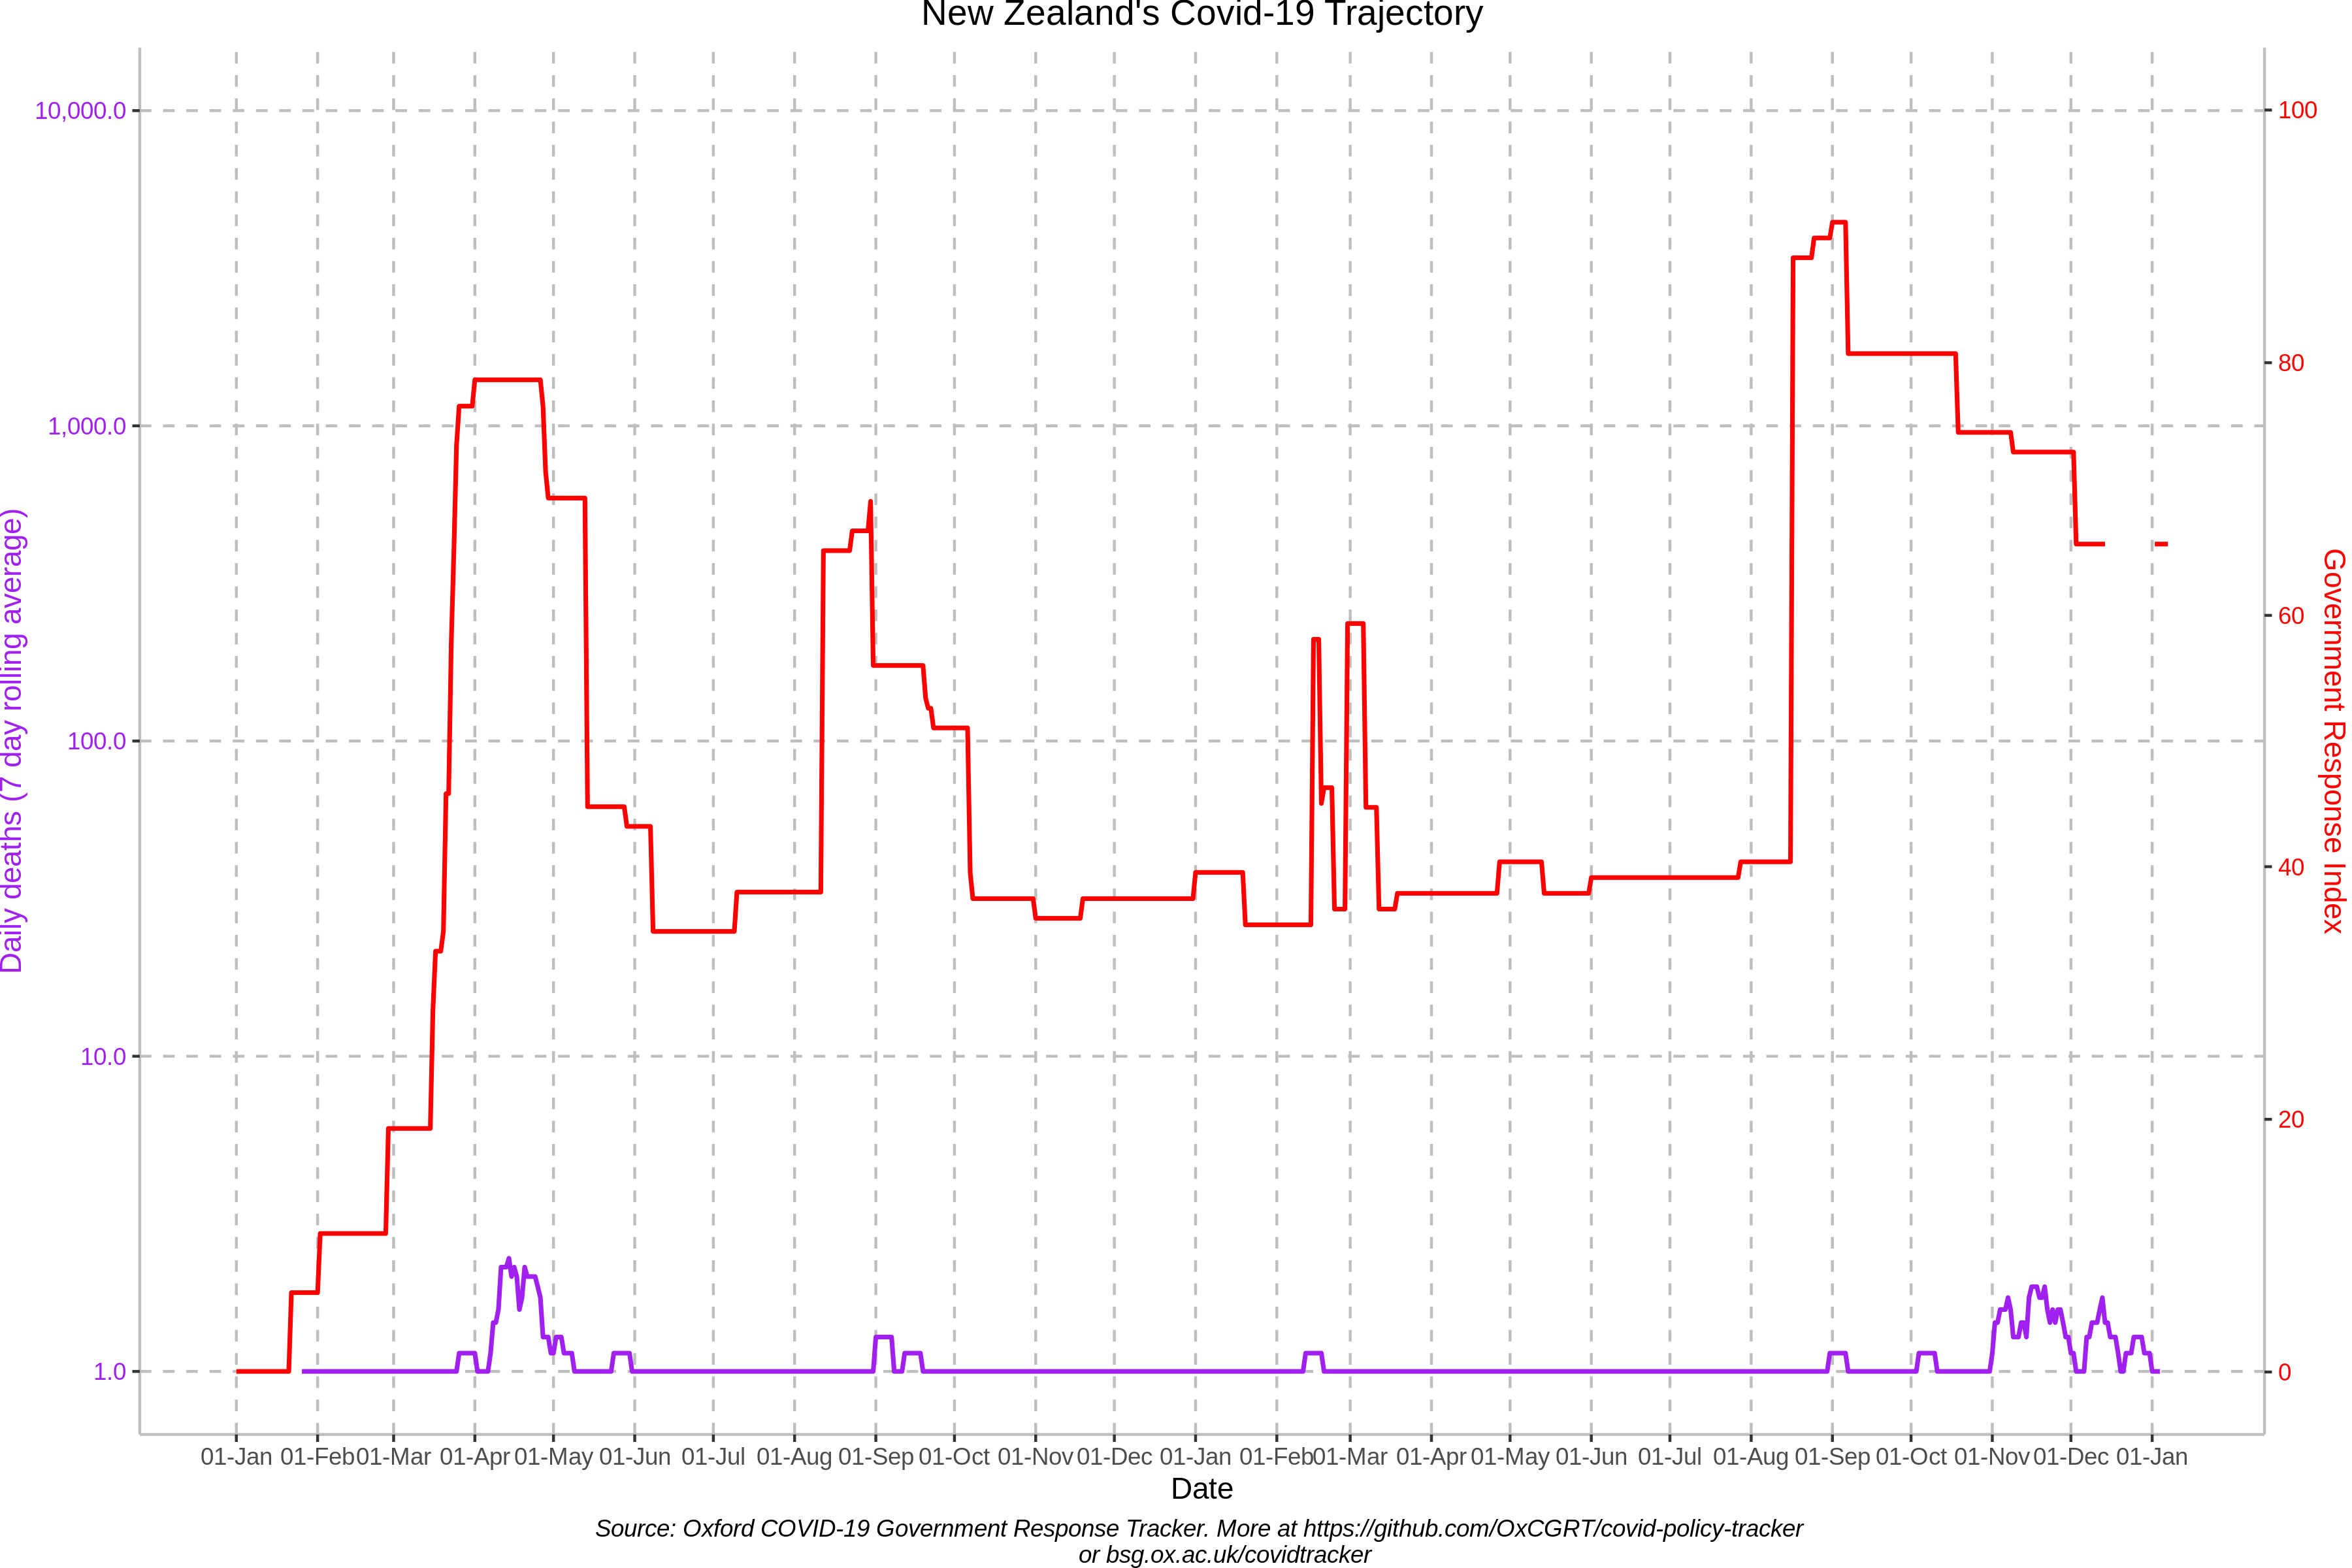 New Zealand's Covid-19 Trajectory
10,000.0
1,000.0
100.0
10.0
1.0
Daily deaths (7 day rolling average)
100
80
60
40
20
0
Government Response Index
01-Jan 01-Feb 01-Mar 01-Apr 01-May 01-Jun 01-Jul 01-Aug 01-Sep 01-Oct 01-Nov 01-Dec 01-Jan 01-Feb 01-Mar 01-Apr 01-May 01-Jun 01-Jul 01-Aug 01-Sep 01-Oct 01-Nov 01-Dec 01-Jan
Date
Source: Oxford COVID-19 Government Response Tracker. More at https://github.com/OxCGRT/covid-policy-tracker
or bsg.ox.ac.uk/covidtracker